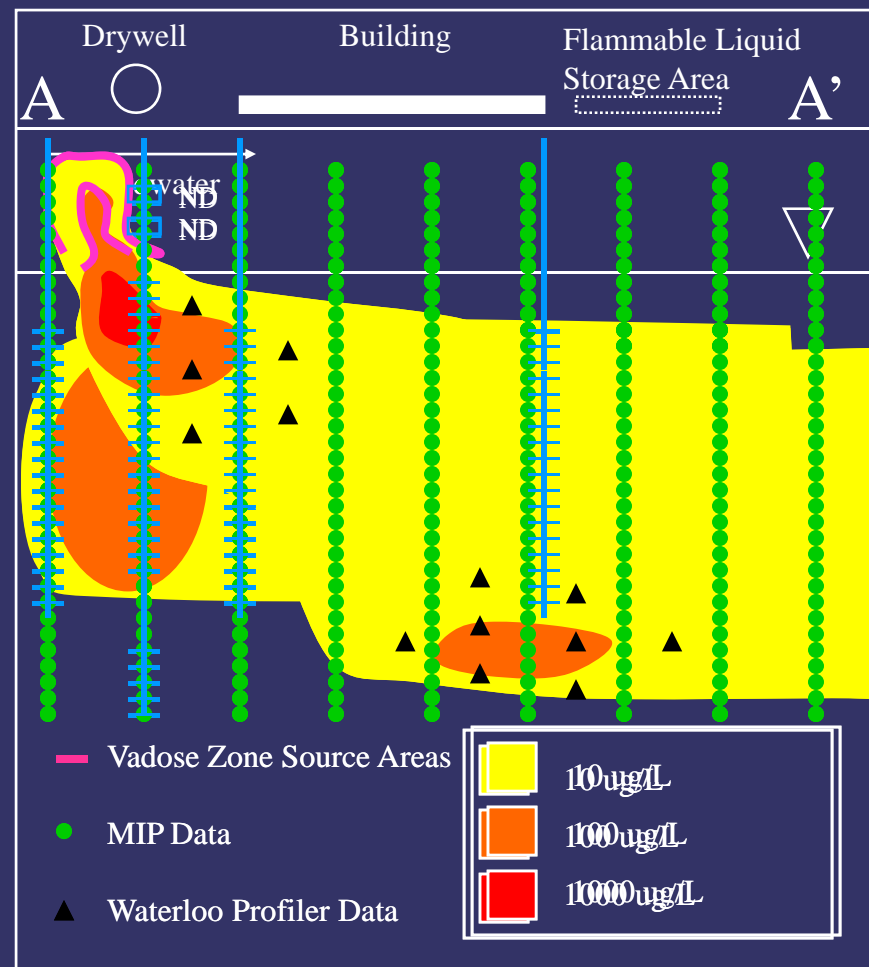 Drywell
Building
Flammable Liquid
Storage Area
A
A’
ND
ND
Vadose Zone Source Areas
MIP Data
Waterloo Profiler Data
10 ug/L
100 ug/L
1000 ug/L